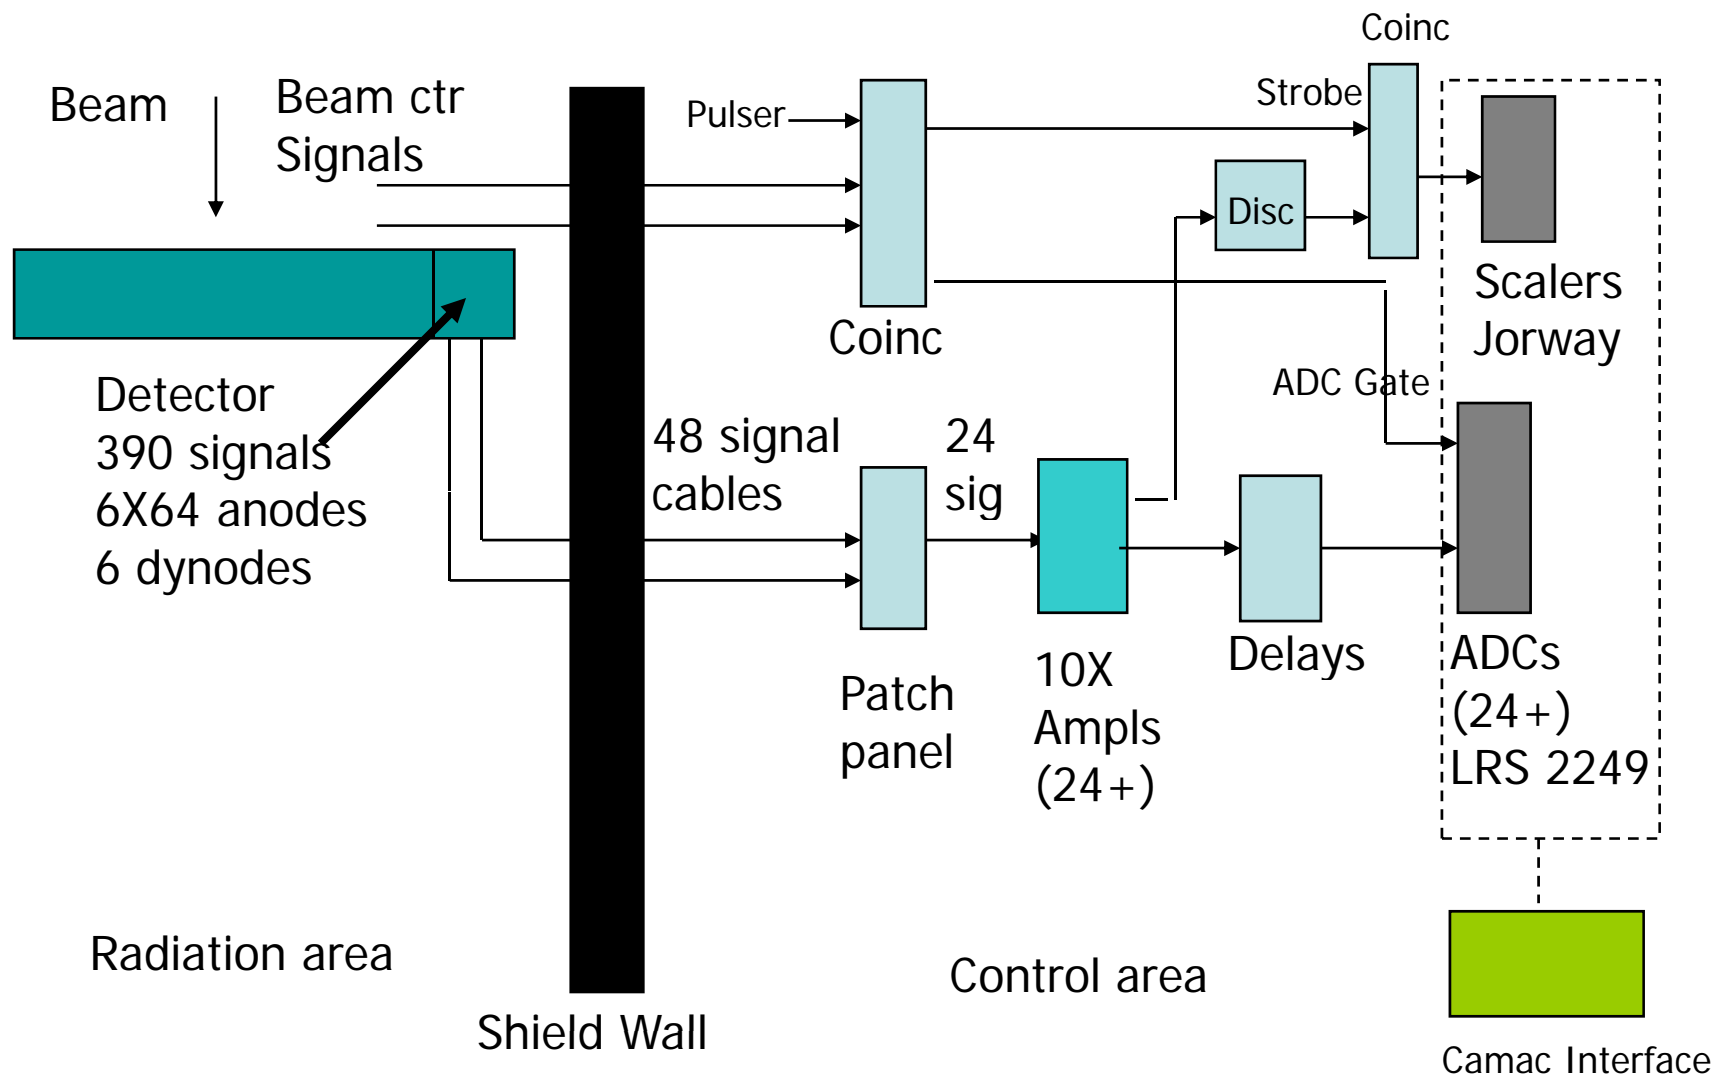 Coinc
Beam
Beam ctr
Signals
Pulser
Strobe
Disc
Coinc
Scalers
Jorway
ADC Gate
Detector
390 signals
6X64 anodes
6 dynodes
48 signal
cables
24
sig
Patch
panel
10X
Ampls
(24+)
Delays
ADCs
(24+)
LRS 2249
Radiation area
Control area
Shield Wall
Camac Interface